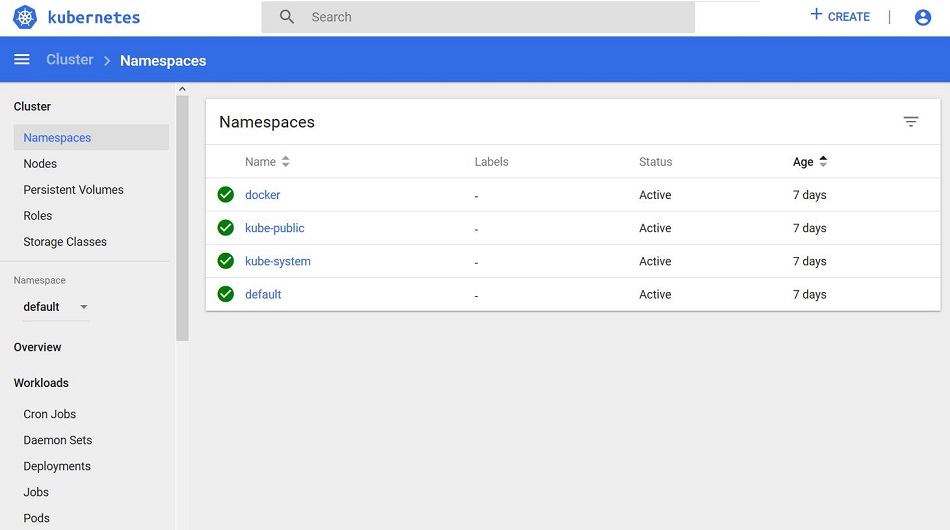 kubernetes
Search
+ CREATE |
Cluster > Namespaces
Cluster
Namespaces
Nodes
Persistent Volumes
Roles
Storage Classes
Namespace
default
Overview
Workloads
Cron Jobs
Daemon Sets
Deployments
Jobs
Pods
Namespaces
Name Labels Status Age
docker - Active 7 days
kube-public - Active 7 days
kube-system - Active 7 days
default - Active 7 days